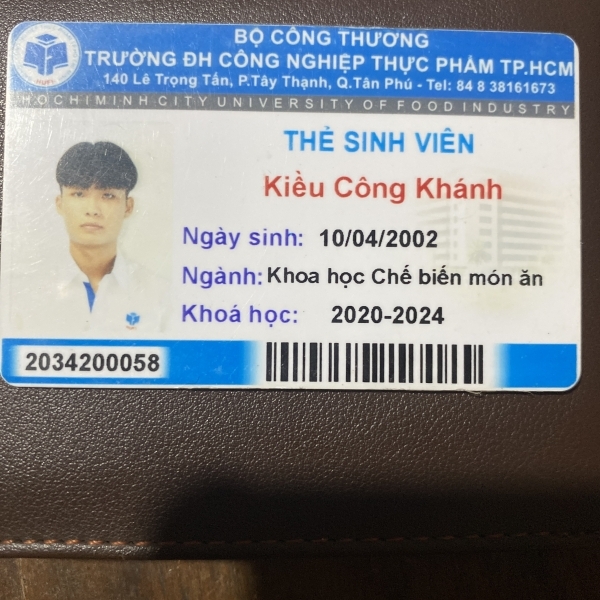 BỘ CÔNG THƯƠNG
TRƯỜNG ĐH CÔNG NGHIỆP THỰC PHẨM TP.HCM
140 Lê Trọng Tấn, P.Tây Thạnh, Q.Tân Phú - Tel: 84 8 38161673
HOCHIMINH CITY UNIVERSITY OF FOOD INDUSTRY
THẺ SINH VIÊN
Kiều Công Khánh
Ngày sinh: 10/04/2002
Ngành: Khoa học Chế biến món ăn
Khoá học: 2020-2024
2034200058